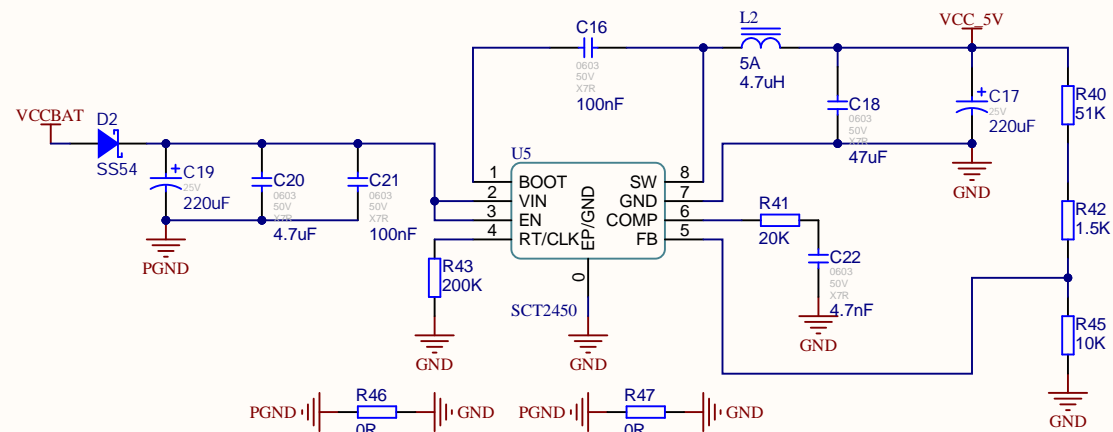 VCC_5V
C16
0603
50V
X7R
100nF
L2
5A
4.7uH
C18
0603
50V
X7R
47uF
C17
25V
220uF
R40
51K
GND
VCCBAT
D2
SS54
C19
25V
220uF
C20
0603
50V
X7R
4.7uF
C21
0603
50V
X7R
100nF
PGND
U5
1 BOOT
2 VIN
3 EN
4 RT/CLK
EP/GND
0
SW 8
GND 7
COMP 6
FB 5
SCT2450
GND
R43
200K
GND
R41
20K
C22
0603
50V
X7R
4.7nF
GND
R42
1.5K
R45
10K
GND
PGND
R46
0R
GND
PGND
R47
0R
GND